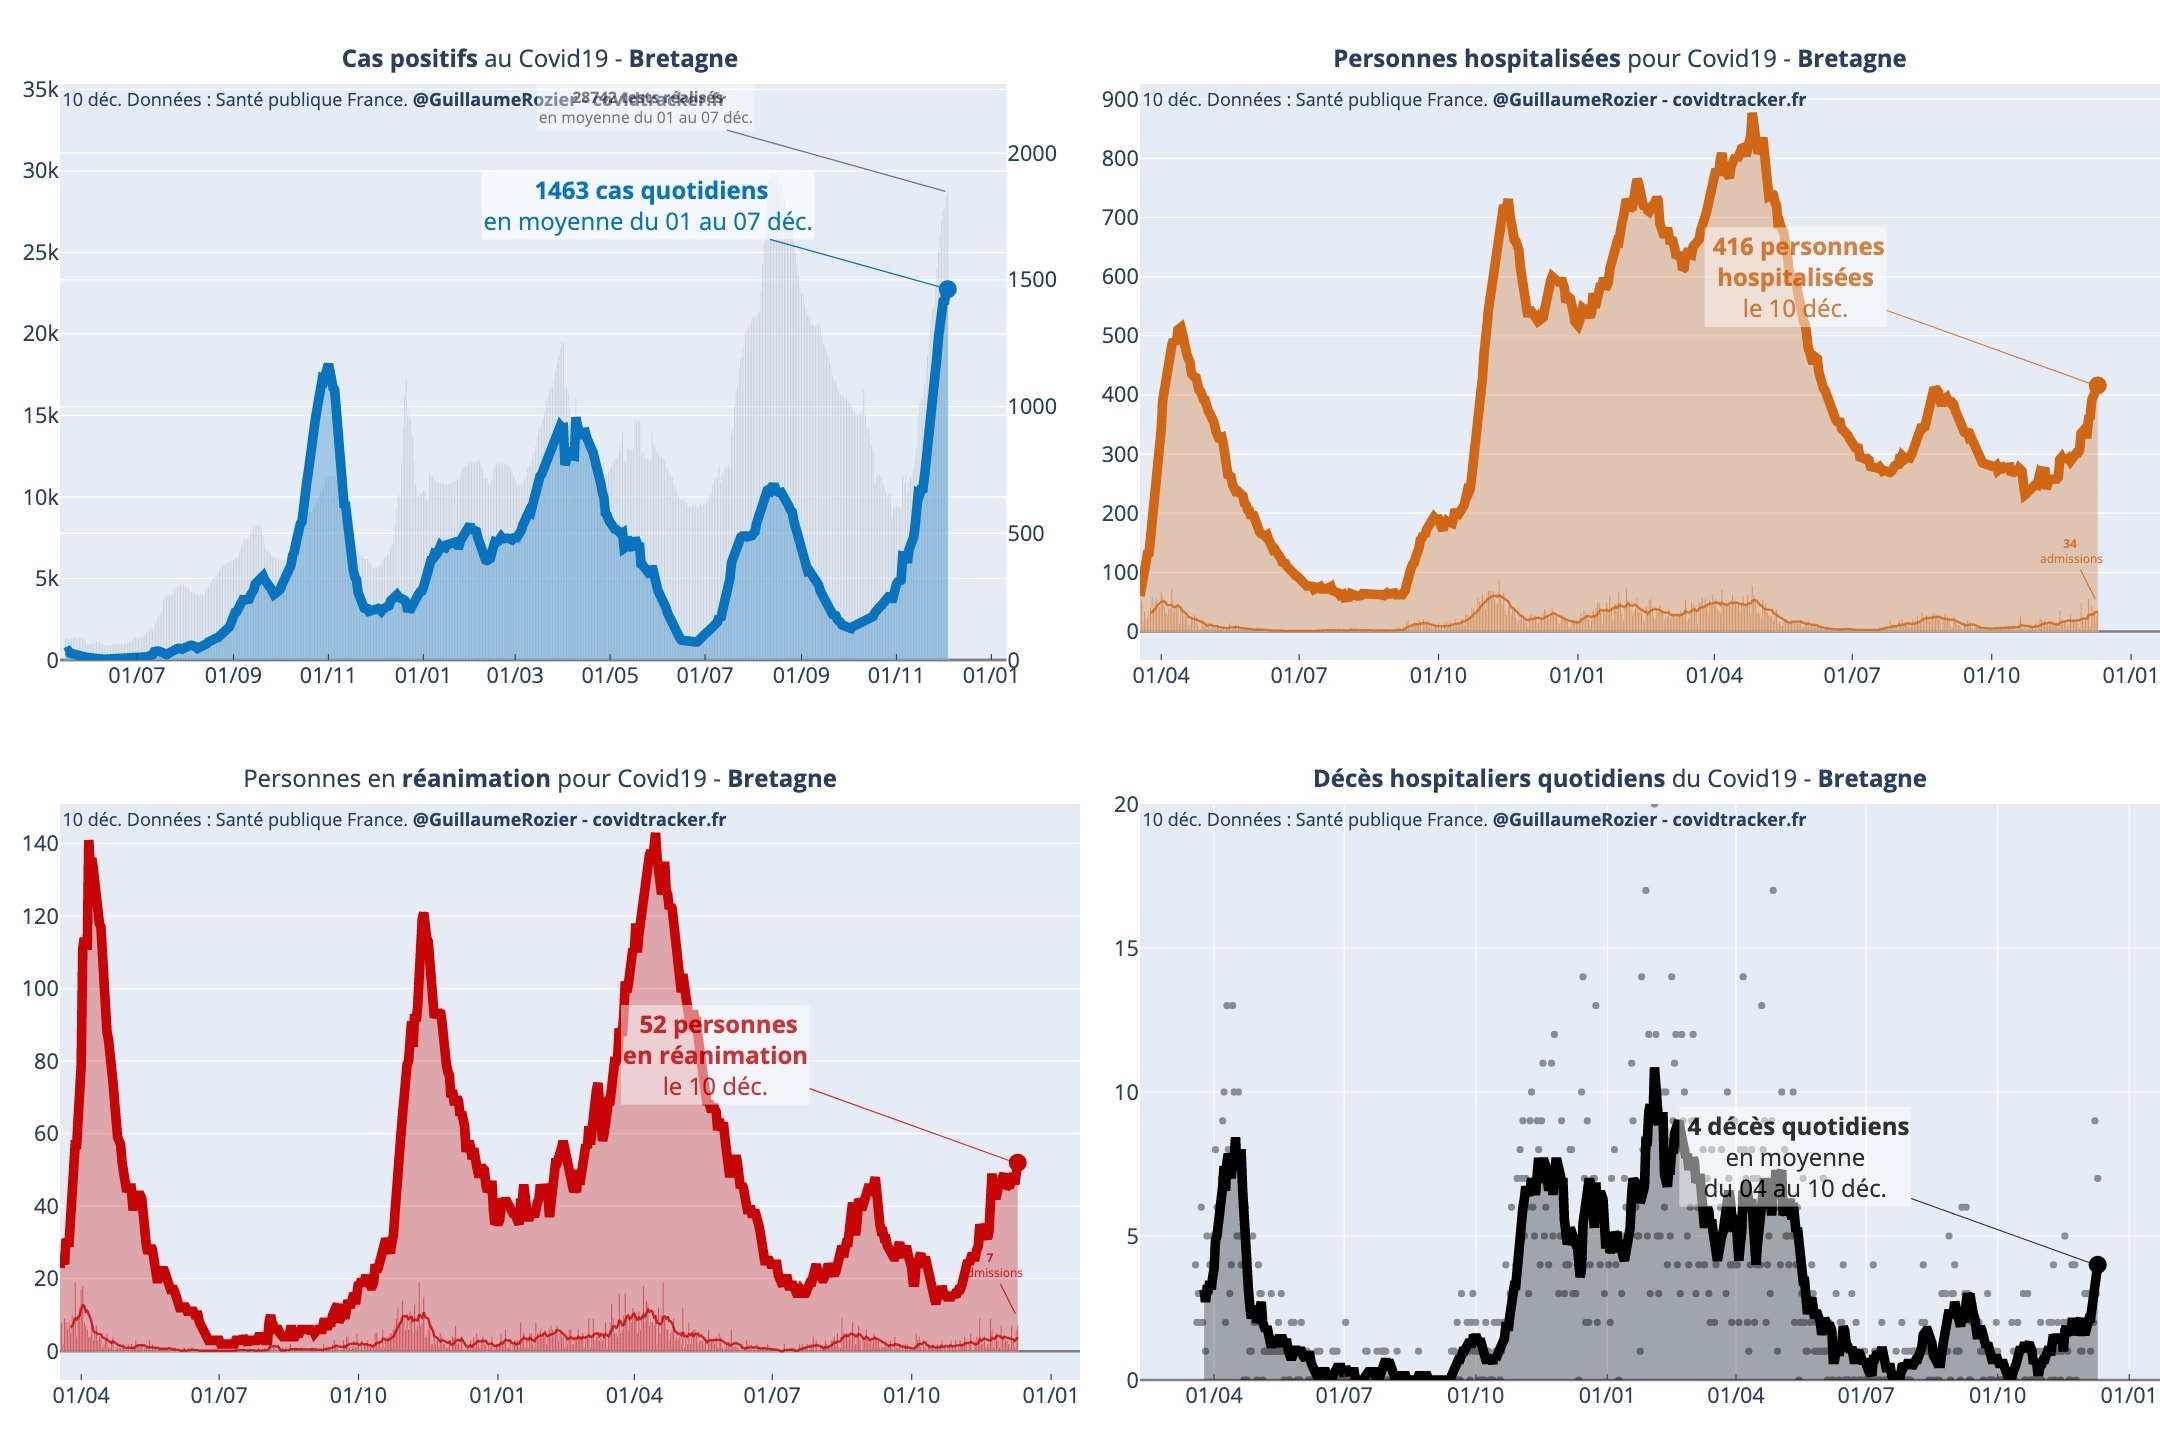 Cas positifs au Covid19 - Bretagne
10 déc. Données : Santé publique France. @GuillaumeRozier - covidtracker.fr
28742 tests réalisés
en moyenne du 01 au 07 déc.
1463 cas quotidiens
en moyenne du 01 au 07 déc.
35k
30k
25k
20k
15k
10k
5k
0
2000
1500
1000
500
0
01/07 01/09 01/11 01/01 01/03 01/05 01/07 01/09 01/11 01/01
Personnes hospitalisées pour Covid19 - Bretagne
10 déc. Données : Santé publique France. @GuillaumeRozier - covidtracker.fr
416 personnes
hospitalisées
le 10 déc.
34
admissions
900
800
700
600
500
400
300
200
100
0
01/04 01/07 01/10 01/01 01/04 01/07 01/10 01/01
Personnes en réanimation pour Covid19 - Bretagne
10 déc. Données : Santé publique France. @GuillaumeRozier - covidtracker.fr
52 personnes
en réanimation
le 10 déc.
7
admissions
140
120
100
80
60
40
20
0
01/04 01/07 01/10 01/01 01/04 01/07 01/10 01/01
Décès hospitaliers quotidiens du Covid19 - Bretagne
10 déc. Données : Santé publique France. @GuillaumeRozier - covidtracker.fr
4 décès quotidiens
en moyenne
du 04 au 10 déc.
20
15
10
5
0
01/04 01/07 01/10 01/01 01/04 01/07 01/10 01/01